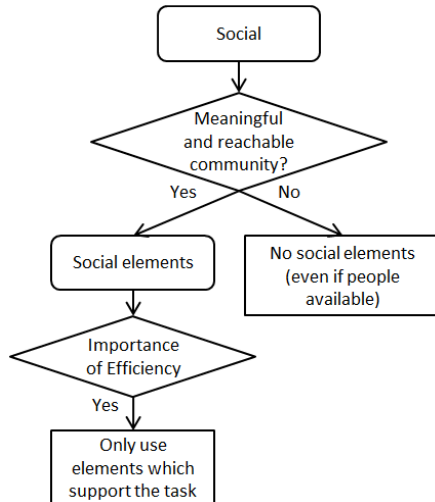 Social
Meaningful
and reachable
community?
Yes
No
Social elements
No social elements
(even if people
available)
Importance
of Efficiency
Yes
Only use
elements which
support the task